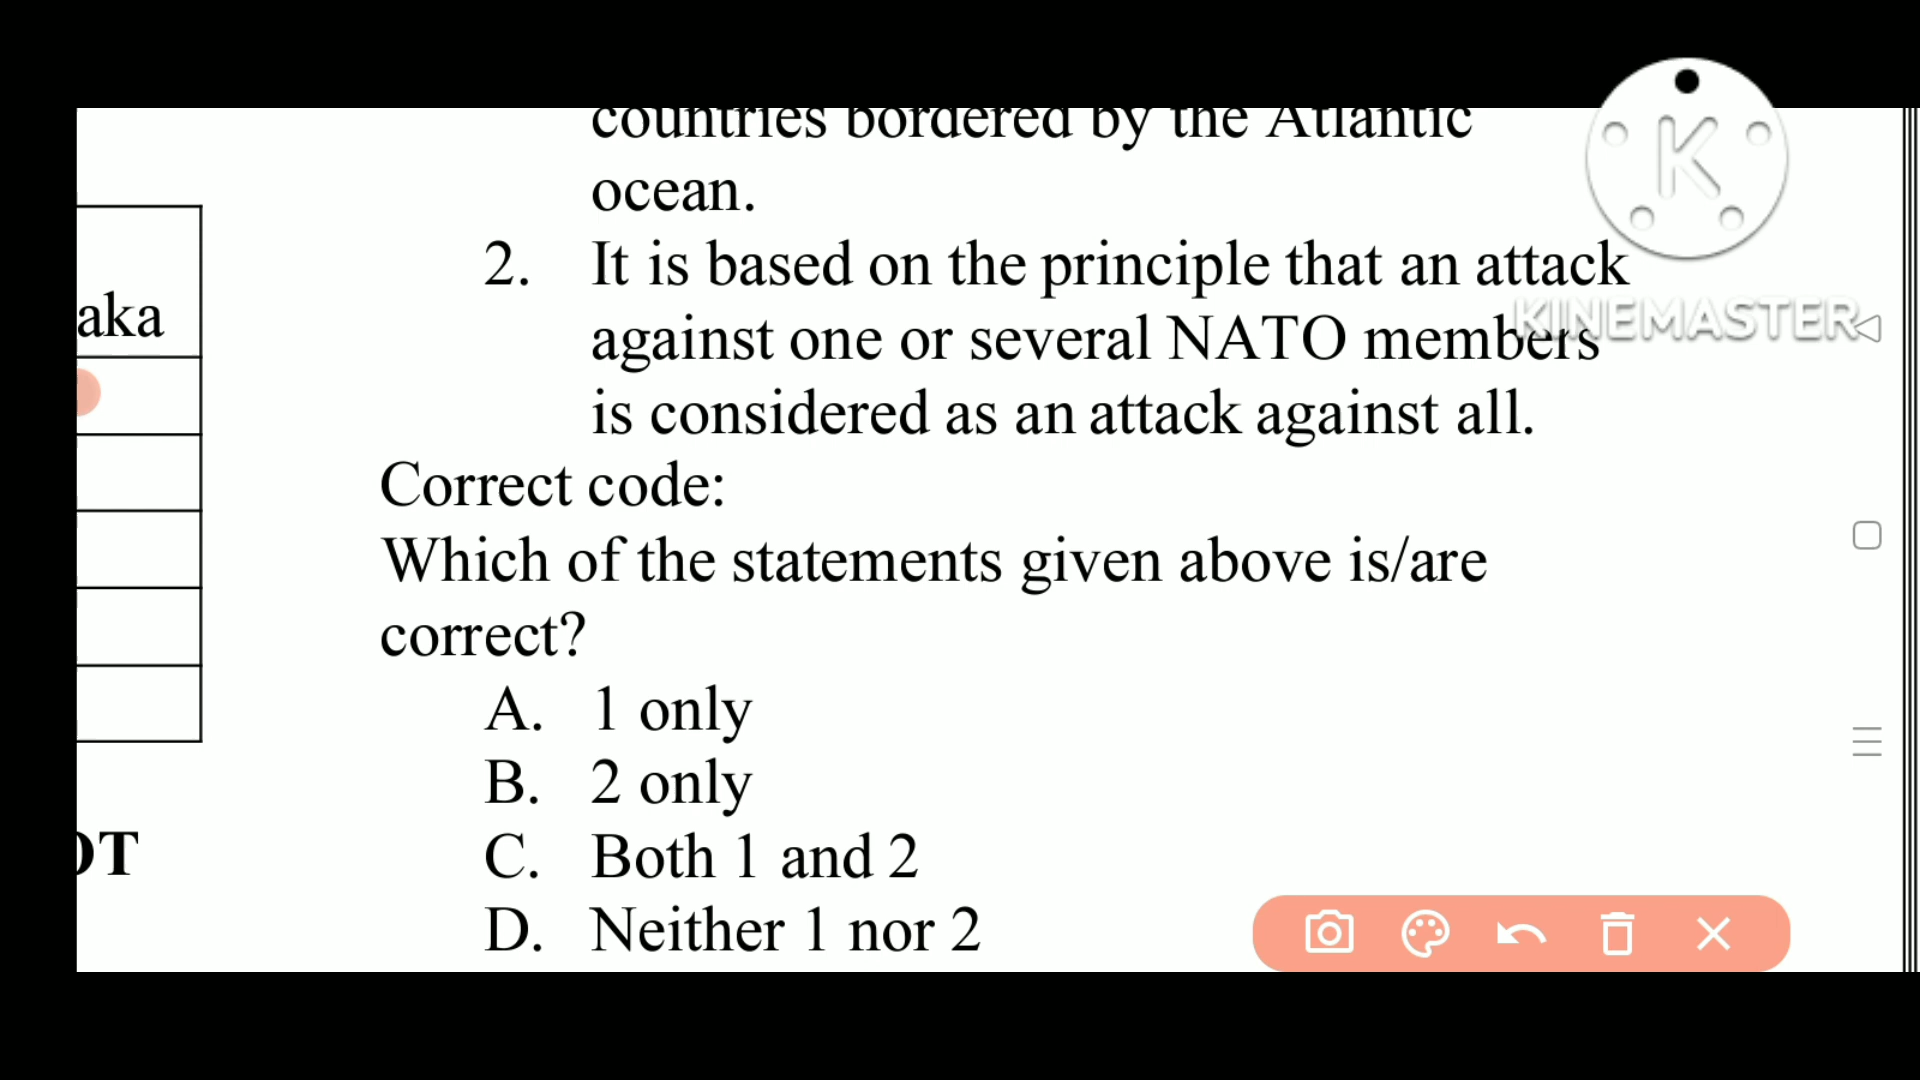 countries bordered by the Atlantic
ocean.
2. It is based on the principle that an attack
against one or several NATO members
is considered as an attack against all.
Correct code:
Which of the statements given above is/are
correct?
A. 1 only
B. 2 only
C. Both 1 and 2
D. Neither 1 nor 2
aka
OT
K
KINEMASTER